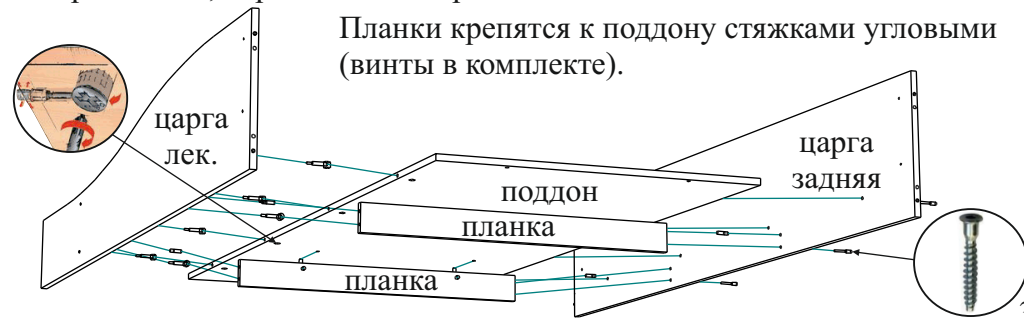 Планки крепятся к поддону стяжками угловыми
(винты в комплекте).
царга
лек.
царга
задняя
поддон
планка
планка